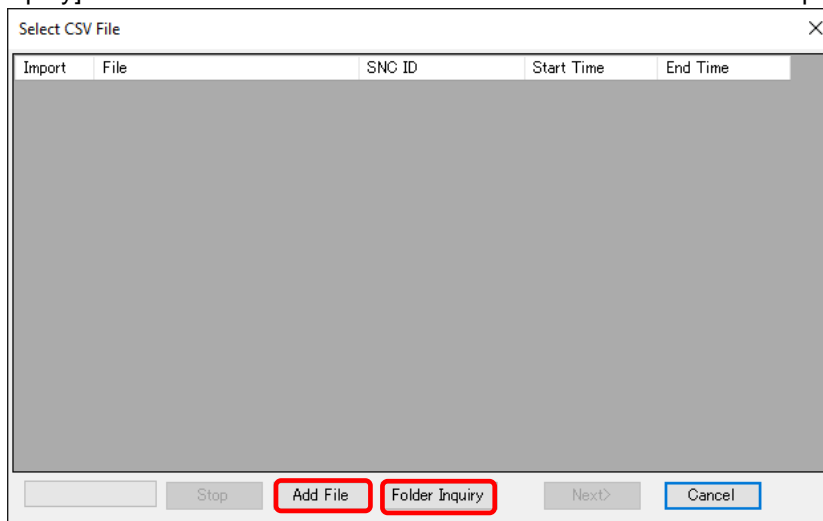 Select CSV File
Import File SNC ID Start Time End Time
Stop Add File Folder Inquiry Next> Cancel